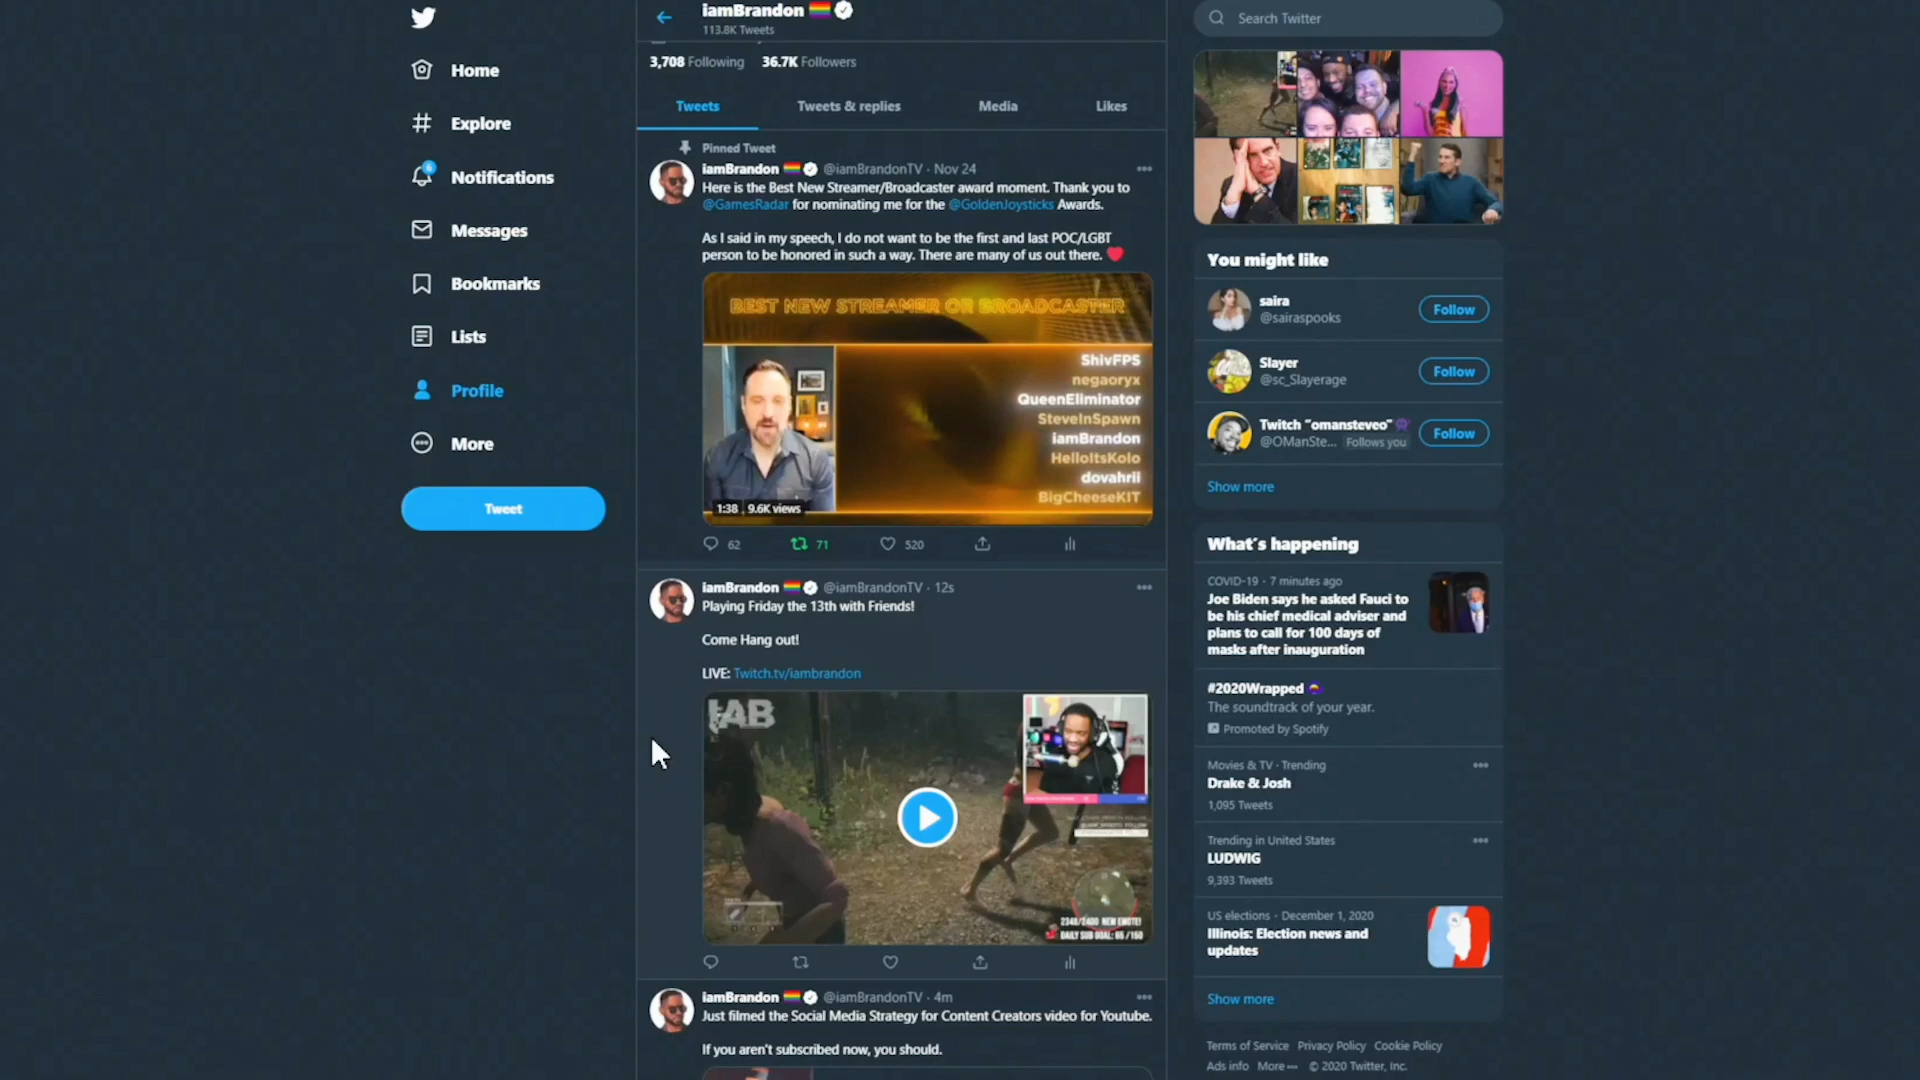 Home
Explore
6
Notifications
Messages
Bookmarks
Lists
Profile
More
Tweet
iamBrandon
113.8K Tweets
3,708 Following 36.7K Followers
Tweets Tweets & replies Media Likes
Pinned Tweet
iamBrandon @iamBrandonTV · Nov 24
Here is the Best New Streamer/Broadcaster award moment. Thank you to
@GamesRadar for nominating me for the @GoldenJoysticks Awards.
As I said in my speech, I do not want to be the first and last POC/LGBT
person to be honored in such a way. There are many of us out there.
BEST NEW STREAMER OR BROADCASTER
ShivFPS
negaoryx
QueenEliminator
SteveInSpawn
iamBrandon
HelloItsKolo
dovahrii
BigCheeseKIT
1:38 9.6K views
62 71 520
iamBrandon @iamBrandonTV · 12s
Playing Friday the 13th with Friends!
Come Hang out!
LIVE: Twitch.tv/iambrandon
IAB
2348/2400 NEW EMOTE!
DAILY SUB GOAL: 65 /150
iamBrandon @iamBrandonTV · 4m
Just filmed the Social Media Strategy for Content Creators video for Youtube.
If you aren't subscribed now, you should.
Search Twitter
You might like
saira
@sairaspooks
Follow
Slayer
@sc_Slayerage
Follow
Twitch "omansteveo"
@OManSte... Follows you
Follow
Show more
What's happening
COVID-19 · 7 minutes ago
Joe Biden says he asked Fauci to
be his chief medical adviser and
plans to call for 100 days of
masks after inauguration
#2020Wrapped
The soundtrack of your year.
Promoted by Spotify
Movies & TV · Trending
Drake & Josh
1,095 Tweets
Trending in United States
LUDWIG
9,393 Tweets
US elections · December 1, 2020
Illinois: Election news and
updates
Show more
Terms of Service Privacy Policy Cookie Policy
Ads info More ··· © 2020 Twitter, Inc.